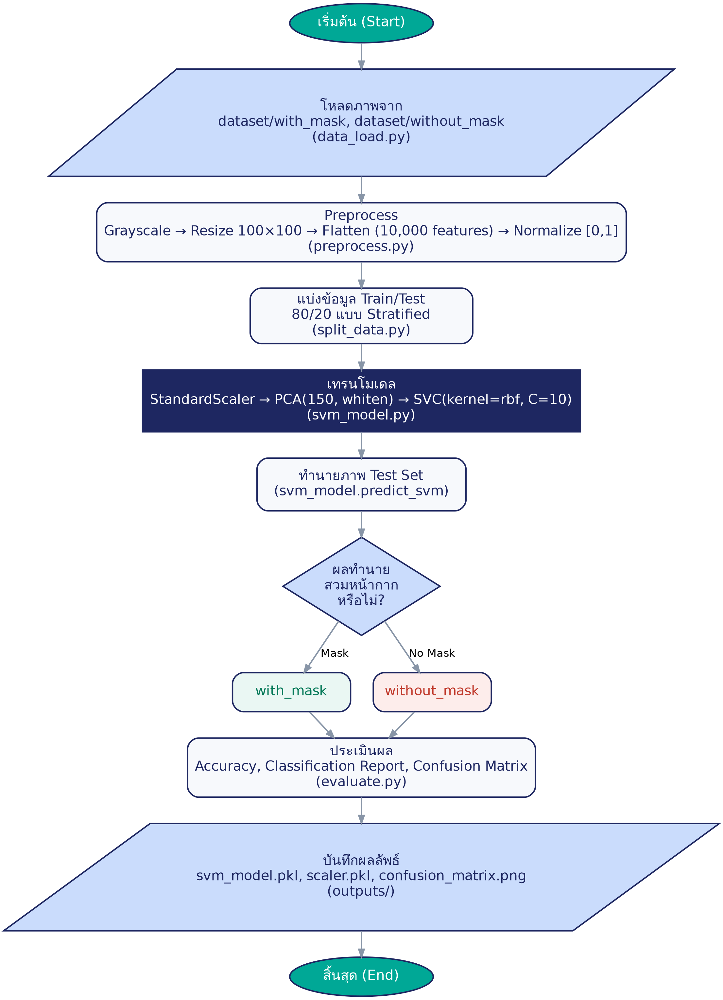 เริ่มต้น (Start)
โหลดภาพจาก
dataset/with_mask, dataset/without_mask
(data_load.py)
Preprocess
Grayscale → Resize 100×100 → Flatten (10,000 features) → Normalize [0,1]
(preprocess.py)
แบ่งข้อมูล Train/Test
80/20 แบบ Stratified
(split_data.py)
เทรนโมเดล
StandardScaler → PCA(150, whiten) → SVC(kernel=rbf, C=10)
(svm_model.py)
ทำนายภาพ Test Set
(svm_model.predict_svm)
ผลทำนาย
สวมหน้ากาก
หรือไม่?
Mask
No Mask
with_mask
without_mask
ประเมินผล
Accuracy, Classification Report, Confusion Matrix
(evaluate.py)
บันทึกผลลัพธ์
svm_model.pkl, scaler.pkl, confusion_matrix.png
(outputs/)
สิ้นสุด (End)